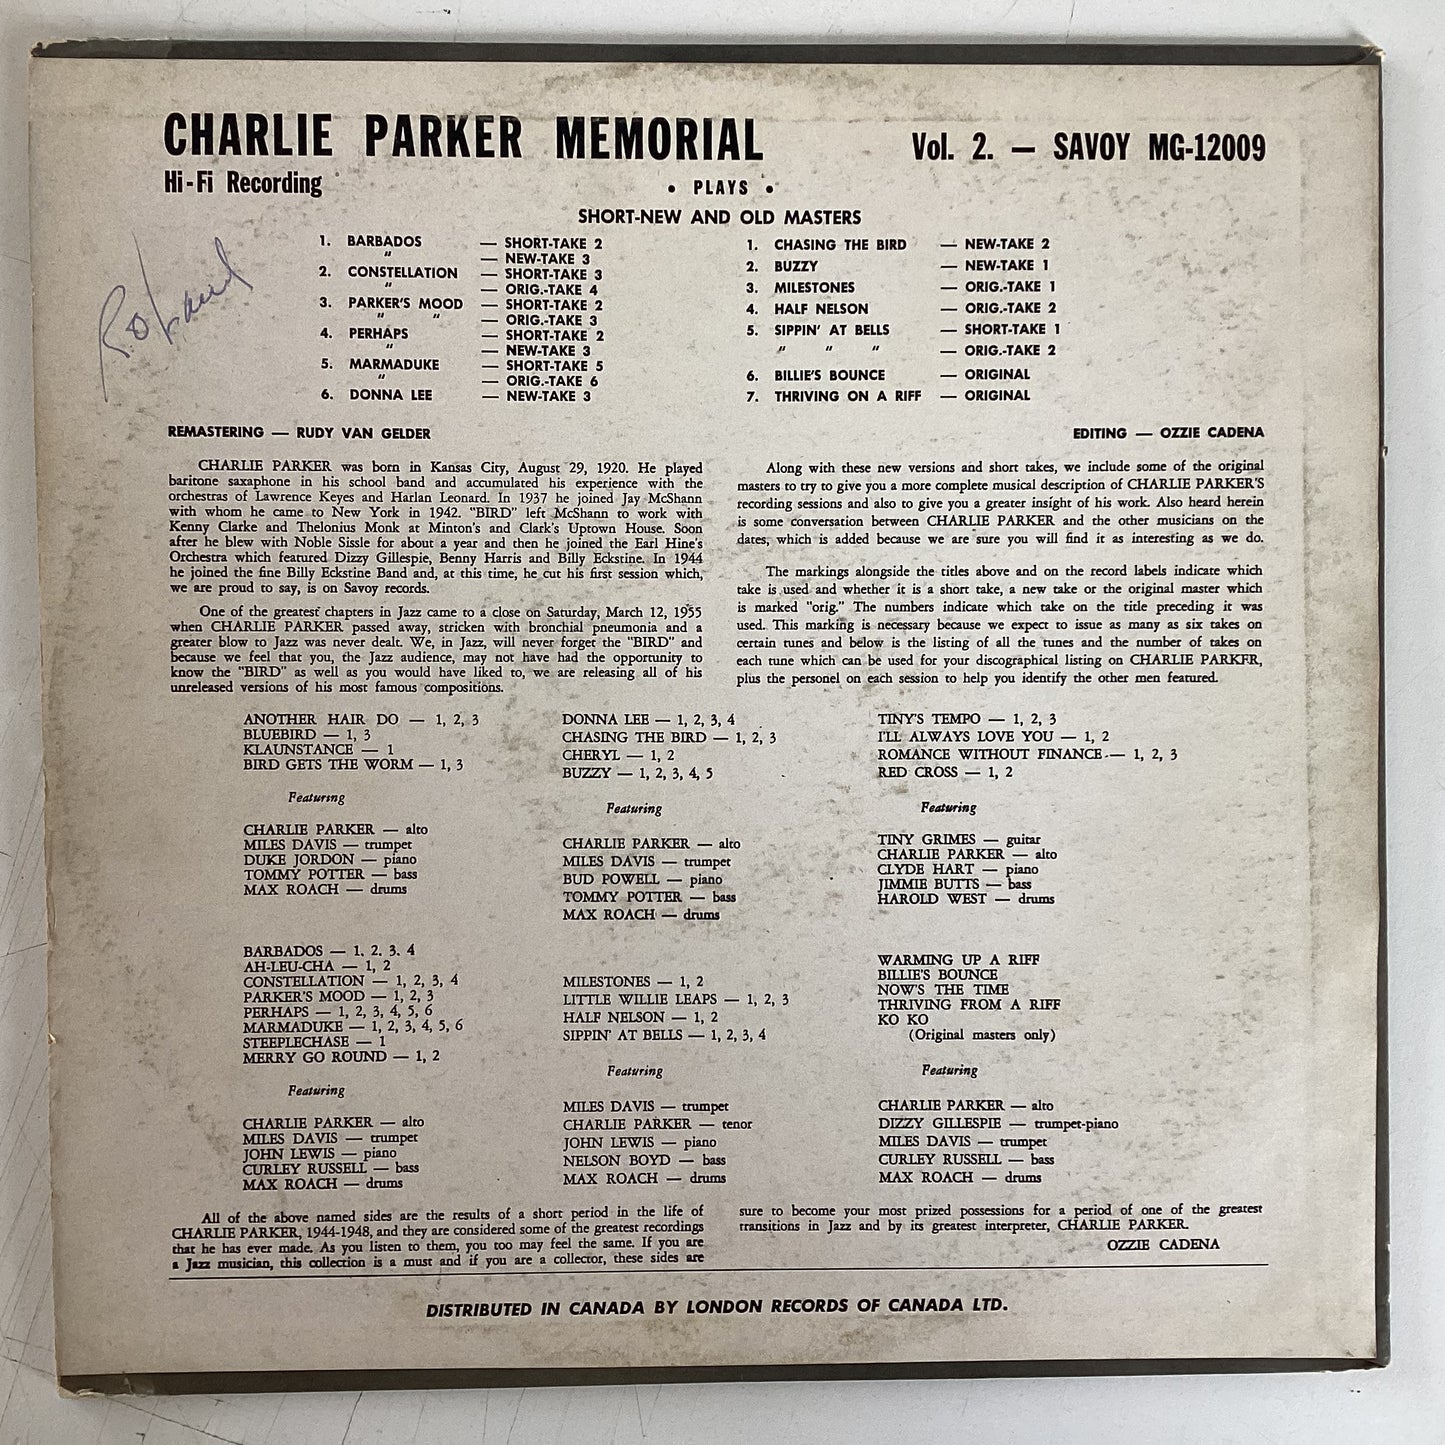 CHARLIE PARKER MEMORIAL Vol. 2. — SAVOY MG-12009
Hi-Fi Recording • PLAYS •
SHORT-NEW AND OLD MASTERS
1. BARBADOS — SHORT-TAKE 2
" — NEW-TAKE 3
2. CONSTELLATION — SHORT-TAKE 3
" — ORIG.-TAKE 4
3. PARKER'S MOOD — SHORT-TAKE 2
" " — ORIG.-TAKE 3
4. PERHAPS — SHORT-TAKE 2
" — NEW-TAKE 3
5. MARMADUKE — SHORT-TAKE 5
" — ORIG.-TAKE 6
6. DONNA LEE — NEW-TAKE 3
1. CHASING THE BIRD — NEW-TAKE 2
2. BUZZY — NEW-TAKE 1
3. MILESTONES — ORIG.-TAKE 1
4. HALF NELSON — ORIG.-TAKE 2
5. SIPPIN' AT BELLS — SHORT-TAKE 1
" " " — ORIG.-TAKE 2
6. BILLIE'S BOUNCE — ORIGINAL
7. THRIVING ON A RIFF — ORIGINAL
REMASTERING — RUDY VAN GELDER EDITING — OZZIE CADENA
CHARLIE PARKER was born in Kansas City, August 29, 1920. He played
baritone saxaphone in his school band and accumulated his experience with the
orchestras of Lawrence Keyes and Harlan Leonard. In 1937 he joined Jay McShann
with whom he came to New York in 1942. "BIRD" left McShann to work with
Kenny Clarke and Thelonius Monk at Minton's and Clark's Uptown House. Soon
after he blew with Noble Sissle for about a year and then he joined the Earl Hine's
Orchestra which featured Dizzy Gillespie, Benny Harris and Billy Eckstine. In 1944
he joined the fine Billy Eckstine Band and, at this time, he cut his first session which,
we are proud to say, is on Savoy records.
One of the greatest chapters in Jazz came to a close on Saturday, March 12, 1955
when CHARLIE PARKER passed away, stricken with bronchial pneumonia and a
greater blow to Jazz was never dealt. We, in Jazz, will never forget the "BIRD" and
because we feel that you, the Jazz audience, may not have had the opportunity to
know the "BIRD" as well as you would have liked to, we are releasing all of his
unreleased versions of his most famous compositions.
Along with these new versions and short takes, we include some of the original
masters to try to give you a more complete musical description of CHARLIE PARKER'S
recording sessions and also to give you a greater insight of his work. Also heard herein
is some conversation between CHARLIE PARKER and the other musicians on the
dates, which is added because we are sure you will find it as interesting as we do.
The markings alongside the titles above and on the record labels indicate which
take is used and whether it is a short take, a new take or the original master which
is marked "orig." The numbers indicate which take on the title preceding it was
used. This marking is necessary because we expect to issue as many as six takes on
certain tunes and below is the listing of all the tunes and the number of takes on
each tune which can be used for your discographical listing on CHARLIE PARKER,
plus the personel on each session to help you identify the other men featured.
ANOTHER HAIR DO — 1, 2, 3
BLUEBIRD — 1, 3
KLAUNSTANCE — 1
BIRD GETS THE WORM — 1, 3
Featuring
CHARLIE PARKER — alto
MILES DAVIS — trumpet
DUKE JORDON — piano
TOMMY POTTER — bass
MAX ROACH — drums
DONNA LEE — 1, 2, 3, 4
CHASING THE BIRD — 1, 2, 3
CHERYL — 1, 2
BUZZY — 1, 2, 3, 4, 5
Featuring
CHARLIE PARKER — alto
MILES DAVIS — trumpet
BUD POWELL — piano
TOMMY POTTER — bass
MAX ROACH — drums
TINY'S TEMPO — 1, 2, 3
I'LL ALWAYS LOVE YOU — 1, 2
ROMANCE WITHOUT FINANCE — 1, 2, 3
RED CROSS — 1, 2
Featuring
TINY GRIMES — guitar
CHARLIE PARKER — alto
CLYDE HART — piano
JIMMIE BUTTS — bass
HAROLD WEST — drums
BARBADOS — 1, 2, 3, 4
AH-LEU-CHA — 1, 2
CONSTELLATION — 1, 2, 3, 4
PARKER'S MOOD — 1, 2, 3
PERHAPS — 1, 2, 3, 4, 5, 6
MARMADUKE — 1, 2, 3, 4, 5, 6
STEEPLECHASE — 1
MERRY GO ROUND — 1, 2
Featuring
CHARLIE PARKER — alto
MILES DAVIS — trumpet
JOHN LEWIS — piano
CURLEY RUSSELL — bass
MAX ROACH — drums
MILESTONES — 1, 2
LITTLE WILLIE LEAPS — 1, 2, 3
HALF NELSON — 1, 2
SIPPIN' AT BELLS — 1, 2, 3, 4
Featuring
MILES DAVIS — trumpet
CHARLIE PARKER — tenor
JOHN LEWIS — piano
NELSON BOYD — bass
MAX ROACH — drums
WARMING UP A RIFF
BILLIE'S BOUNCE
NOW'S THE TIME
THRIVING FROM A RIFF
KO KO
(Original masters only)
Featuring
CHARLIE PARKER — alto
DIZZY GILLESPIE — trumpet-piano
MILES DAVIS — trumpet
CURLEY RUSSELL — bass
MAX ROACH — drums
All of the above named sides are the results of a short period in the life of
CHARLIE PARKER, 1944-1948, and they are considered some of the greatest recordings
that he has ever made. As you listen to them, you too may feel the same. If you are
a Jazz musician, this collection is a must and if you are a collector, these sides are
sure to become your most prized possessions for a period of one of the greatest
transitions in Jazz and by its greatest interpreter, CHARLIE PARKER.
OZZIE CADENA
DISTRIBUTED IN CANADA BY LONDON RECORDS OF CANADA LTD.